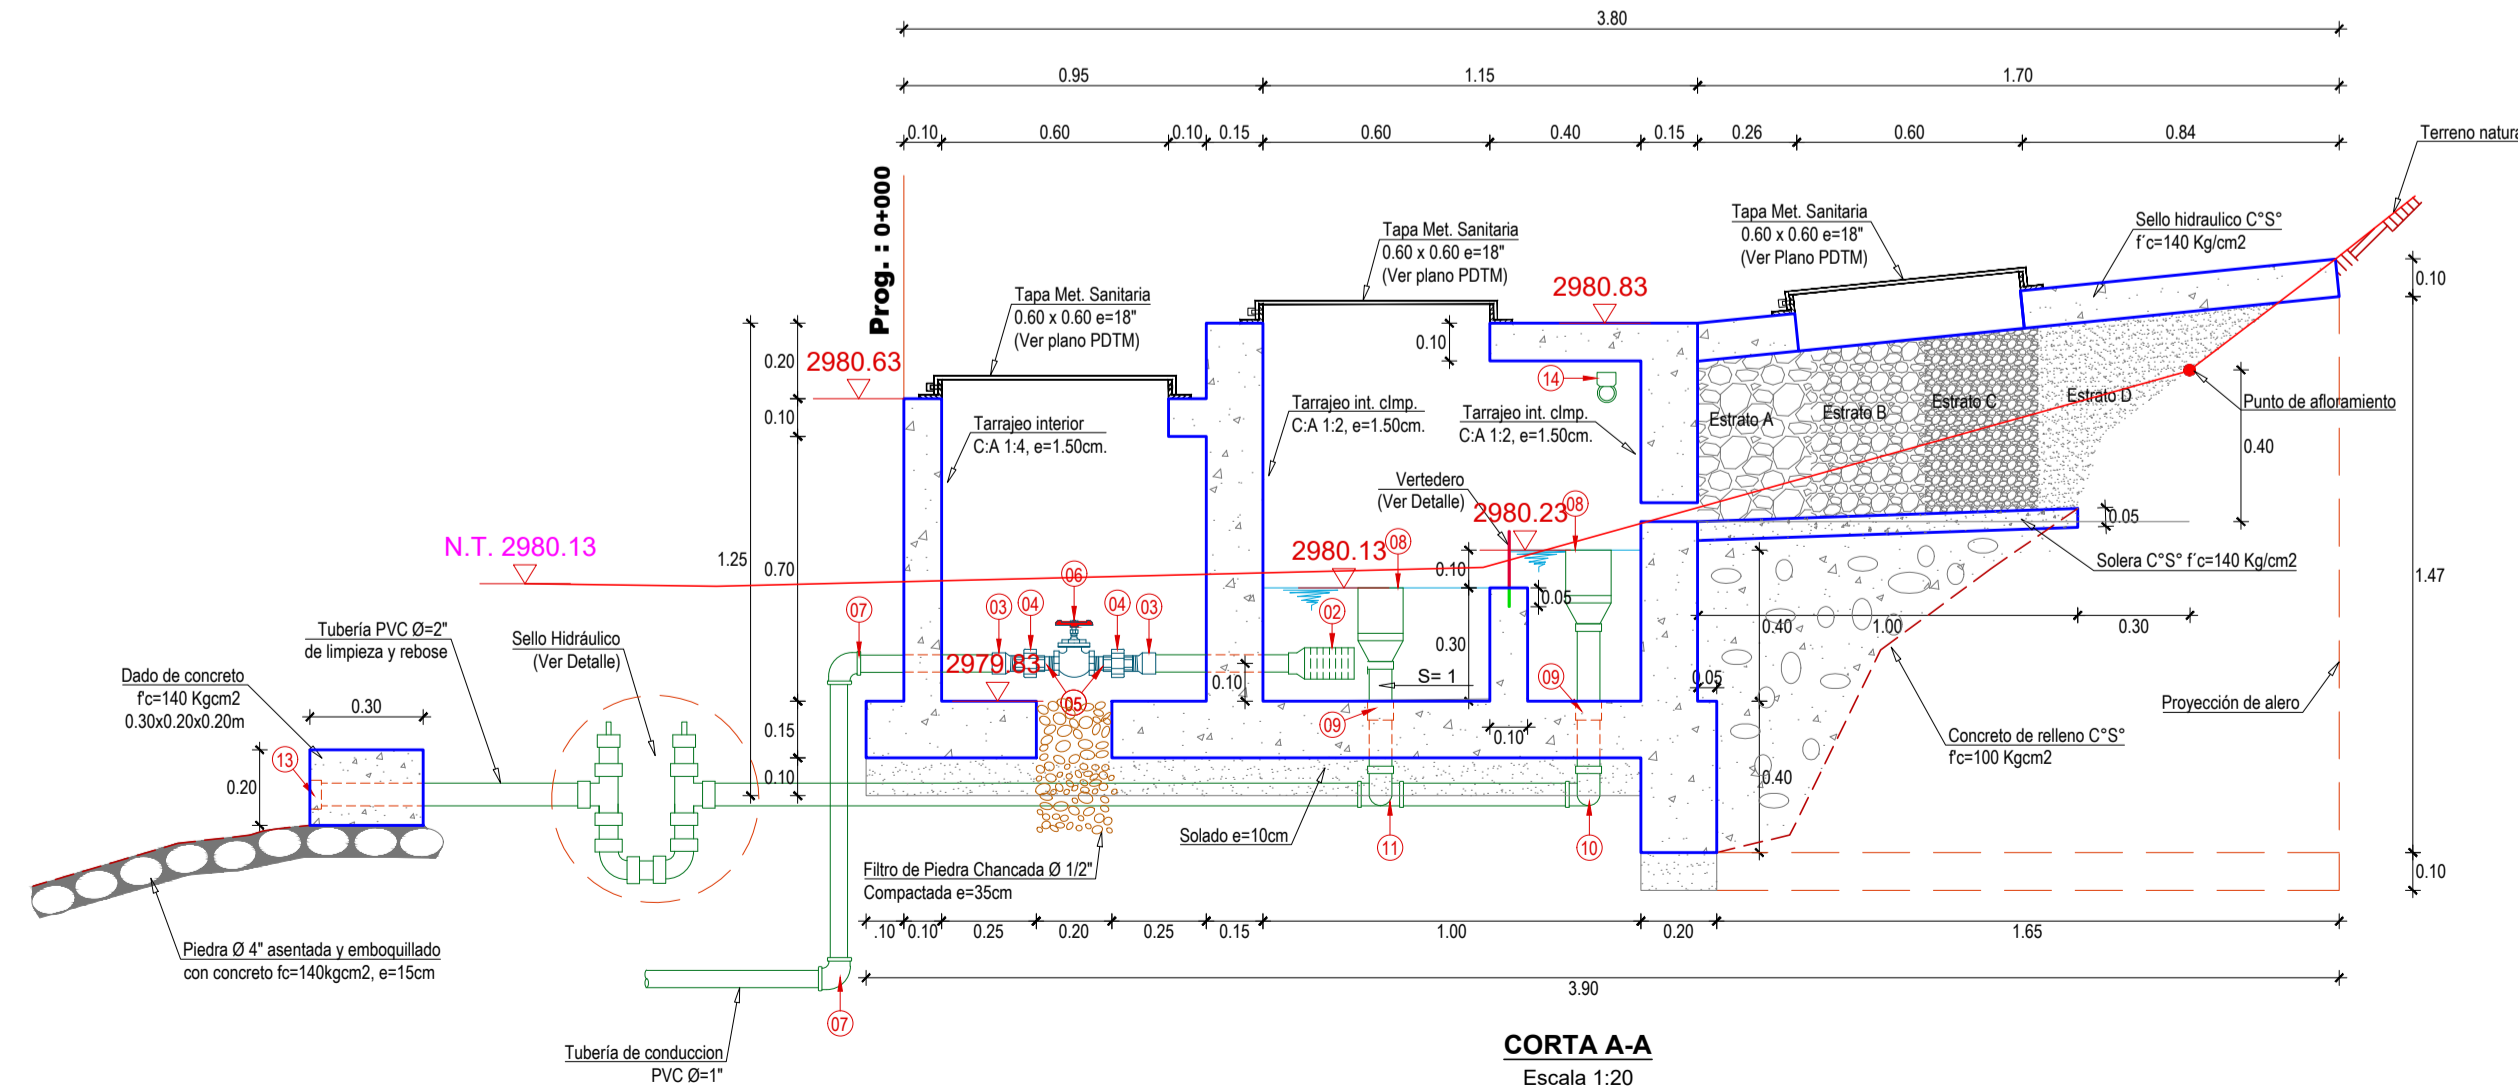 3.80
0.95
1.15
1.70
0.10
0.60
0.10
0.15
0.60
0.40
0.15
0.26
0.60
0.84
Terreno natura
Prog. : 0+000
Tapa Met. Sanitaria
0.60 x 0.60 e=18"
(Ver plano PDTM)
Tapa Met. Sanitaria
0.60 x 0.60 e=18"
(Ver plano PDTM)
Tapa Met. Sanitaria
0.60 x 0.60 e=18"
(Ver Plano PDTM)
Sello hidraulico C°S°
f´c=140 Kg/cm2
0.10
2980.83
2980.63
0.20
0.10
0.10
14
Tarrajeo interior
C:A 1:4, e=1.50cm.
Tarrajeo int. cImp.
C:A 1:2, e=1.50cm.
Tarrajeo int. cImp.
C:A 1:2, e=1.50cm.
Estrato A
Estrato B
Estrato C
Estrato D
Punto de afloramiento
0.40
Vertedero
(Ver Detalle)
2980.23
08
0.05
N.T. 2980.13
2980.13
08
1.25
0.70
0.10
0.05
Solera C°S° f´c=140 Kg/cm2
1.47
06
07
03
04
04
03
02
0.30
0.40
1.00
0.30
Tubería PVC Ø=2"
de limpieza y rebose
Sello Hidráulico
(Ver Detalle)
2979.83
05
0.10
S= 1
09
0.05
Dado de concreto
f'c=140 Kgcm2
0.30x0.20x0.20m
0.30
Proyección de alero
09
0.10
Concreto de relleno C°S°
f'c=100 Kgcm2
0.15
13
0.20
0.10
0.40
Solado e=10cm
11
10
Filtro de Piedra Chancada Ø 1/2"
Compactada e=35cm
0.10
.10
0.10
0.25
0.20
0.25
0.15
1.00
0.20
1.65
Piedra Ø 4" asentada y emboquillado
con concreto fc=140kgcm2, e=15cm
3.90
07
Tubería de conduccion
PVC Ø=1"
CORTA A-A
Escala 1:20